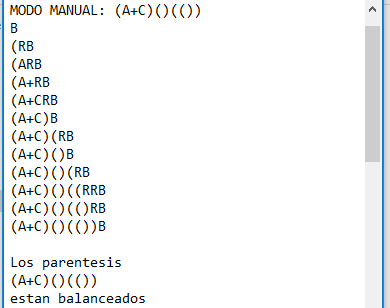 MODO MANUAL: (A+C)()(())
B
(RB
(ARB
(A+RB
(A+CRB
(A+C)B
(A+C)(RB
(A+C)()B
(A+C)()(RB
(A+C)()((RRB
(A+C)()(()RB
(A+C)()(())B
Los parentesis
(A+C)()(())
estan balanceados